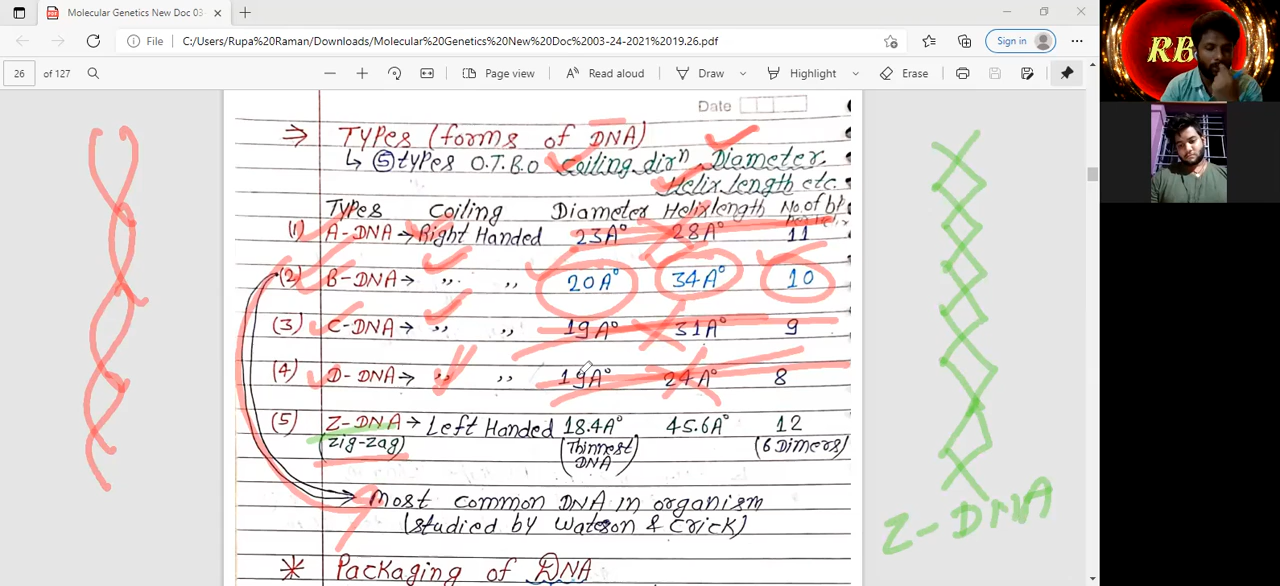 Molecular Genetics New Doc 03-
File C:/Users/Rupa%20Raman/Downloads/Molecular%20Genetics%20New%20Doc%2003-24-2021%2019.26.pdf
Sign in
26 of 127
Page view
Read aloud
Draw
Highlight
Erase
RB
Date
⇒ Types (forms of DNA)
↳ ⑤ types O.T.B.O Coiling dirⁿ, Diameter,
Helix length etc.
Types Coiling Diameter Helix length No. of bp
(1) A-DNA → Right Handed 23A° 28A° 11
(2) B-DNA → ,, ,, 20A° 34A° 10
(3) C-DNA → ,, ,, 19A° 31A° 9
(4) D-DNA → ,, ,, 19A° 24A° 8
(5) Z-DNA → Left Handed 18.4A° 45.6A° 12
(zig-zag) (Thinnest DNA) (6 Dimers)
Most common DNA in organism
(studied by Watson & Crick)
Z-DNA
* Packaging of DNA